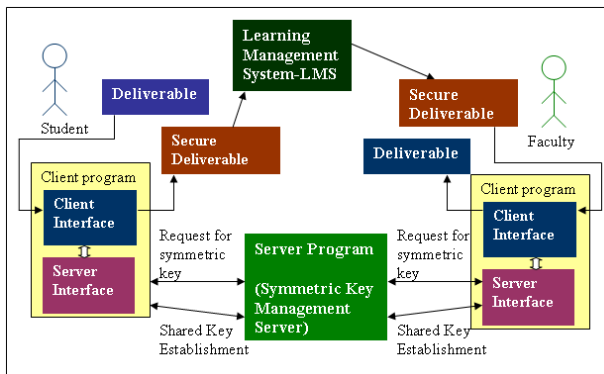 Learning
Management
System-LMS
Deliverable
Secure
Deliverable
Student
Secure
Deliverable
Faculty
Deliverable
Client program
Client
Interface
Server
Interface
Request for
symmetric
key
Server Program
(Symmetric Key
Management
Server)
Request for
symmetric
key
Client program
Client
Interface
Server
Interface
Shared Key
Establishment
Shared Key
Establishment